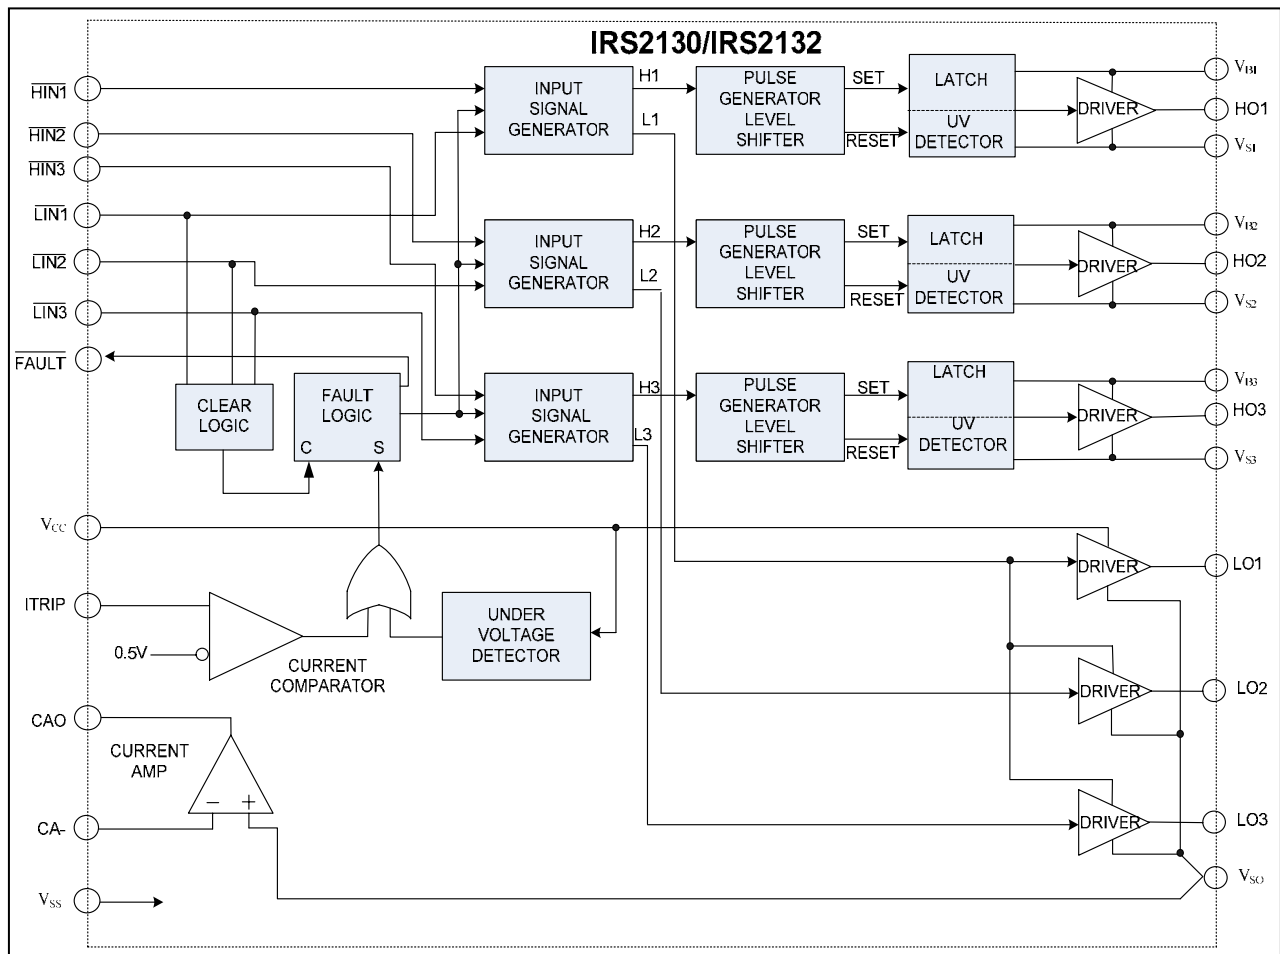 IRS2130/IRS2132
HIN1
HIN2
HIN3
LIN1
LIN2
LIN3
FAULT
VCC
ITRIP
0.5V
CAO
CA-
VSS
CLEAR
LOGIC
FAULT
LOGIC
C
S
CURRENT
COMPARATOR
UNDER
VOLTAGE
DETECTOR
CURRENT
AMP
−
+
INPUT
SIGNAL
GENERATOR
H1
L1
PULSE
GENERATOR
LEVEL
SHIFTER
SET
RESET
LATCH
UV
DETECTOR
DRIVER
VB1
HO1
VS1
INPUT
SIGNAL
GENERATOR
H2
L2
PULSE
GENERATOR
LEVEL
SHIFTER
SET
RESET
LATCH
UV
DETECTOR
DRIVER
VB2
HO2
VS2
INPUT
SIGNAL
GENERATOR
H3
L3
PULSE
GENERATOR
LEVEL
SHIFTER
SET
RESET
LATCH
UV
DETECTOR
DRIVER
VB3
HO3
VS3
DRIVER
LO1
DRIVER
LO2
DRIVER
LO3
VSO